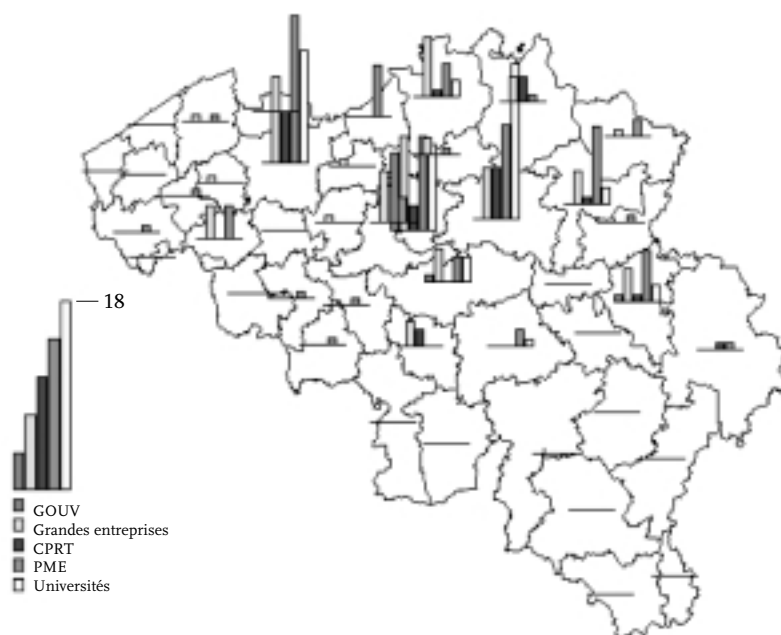 18
GOUV
Grandes entreprises
CPRT
PME
Universités